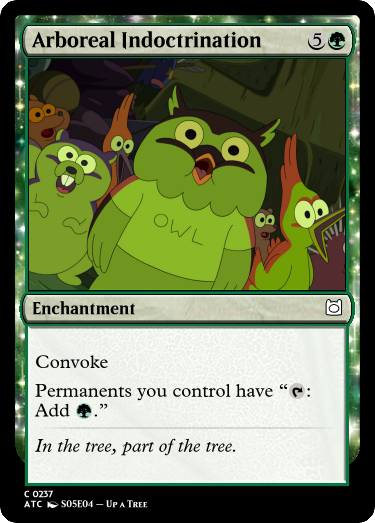 Arboreal Indoctrination 5
OWL
Enchantment
Convoke
Permanents you control have “:
Add .”
In the tree, part of the tree.
C 0237
ATC S05E04 – Up a Tree